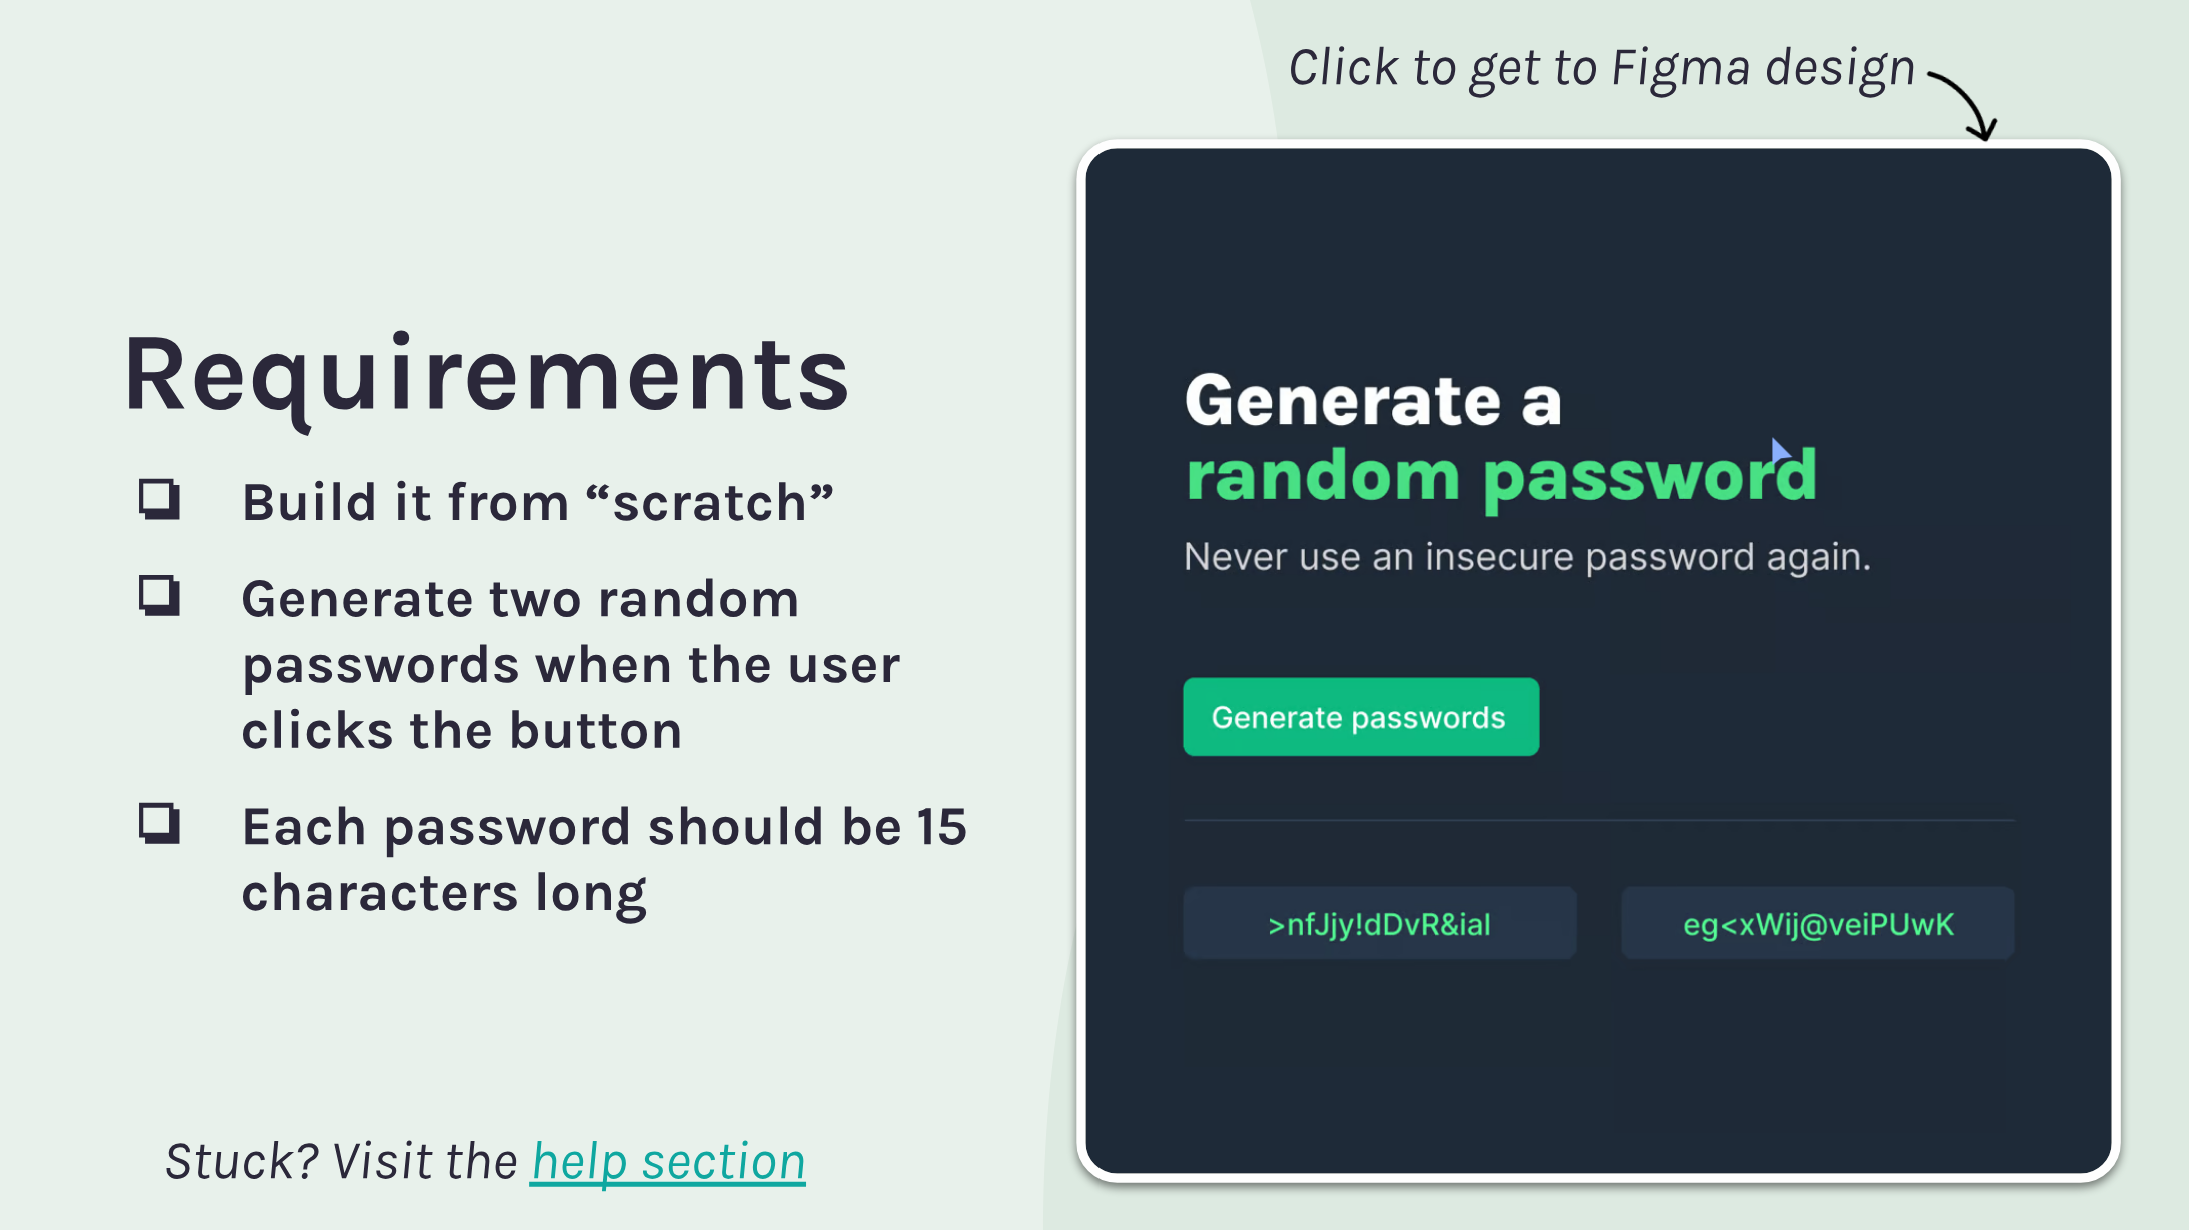 Click to get to Figma design
Requirements
❏ Build it from “scratch”
❏ Generate two random
passwords when the user
clicks the button
❏ Each password should be 15
characters long
Stuck? Visit the help section
Generate a
random password
Never use an insecure password again.
Generate passwords
>nfJjy!dDvR&ial
eg<xWij@veiPUwK